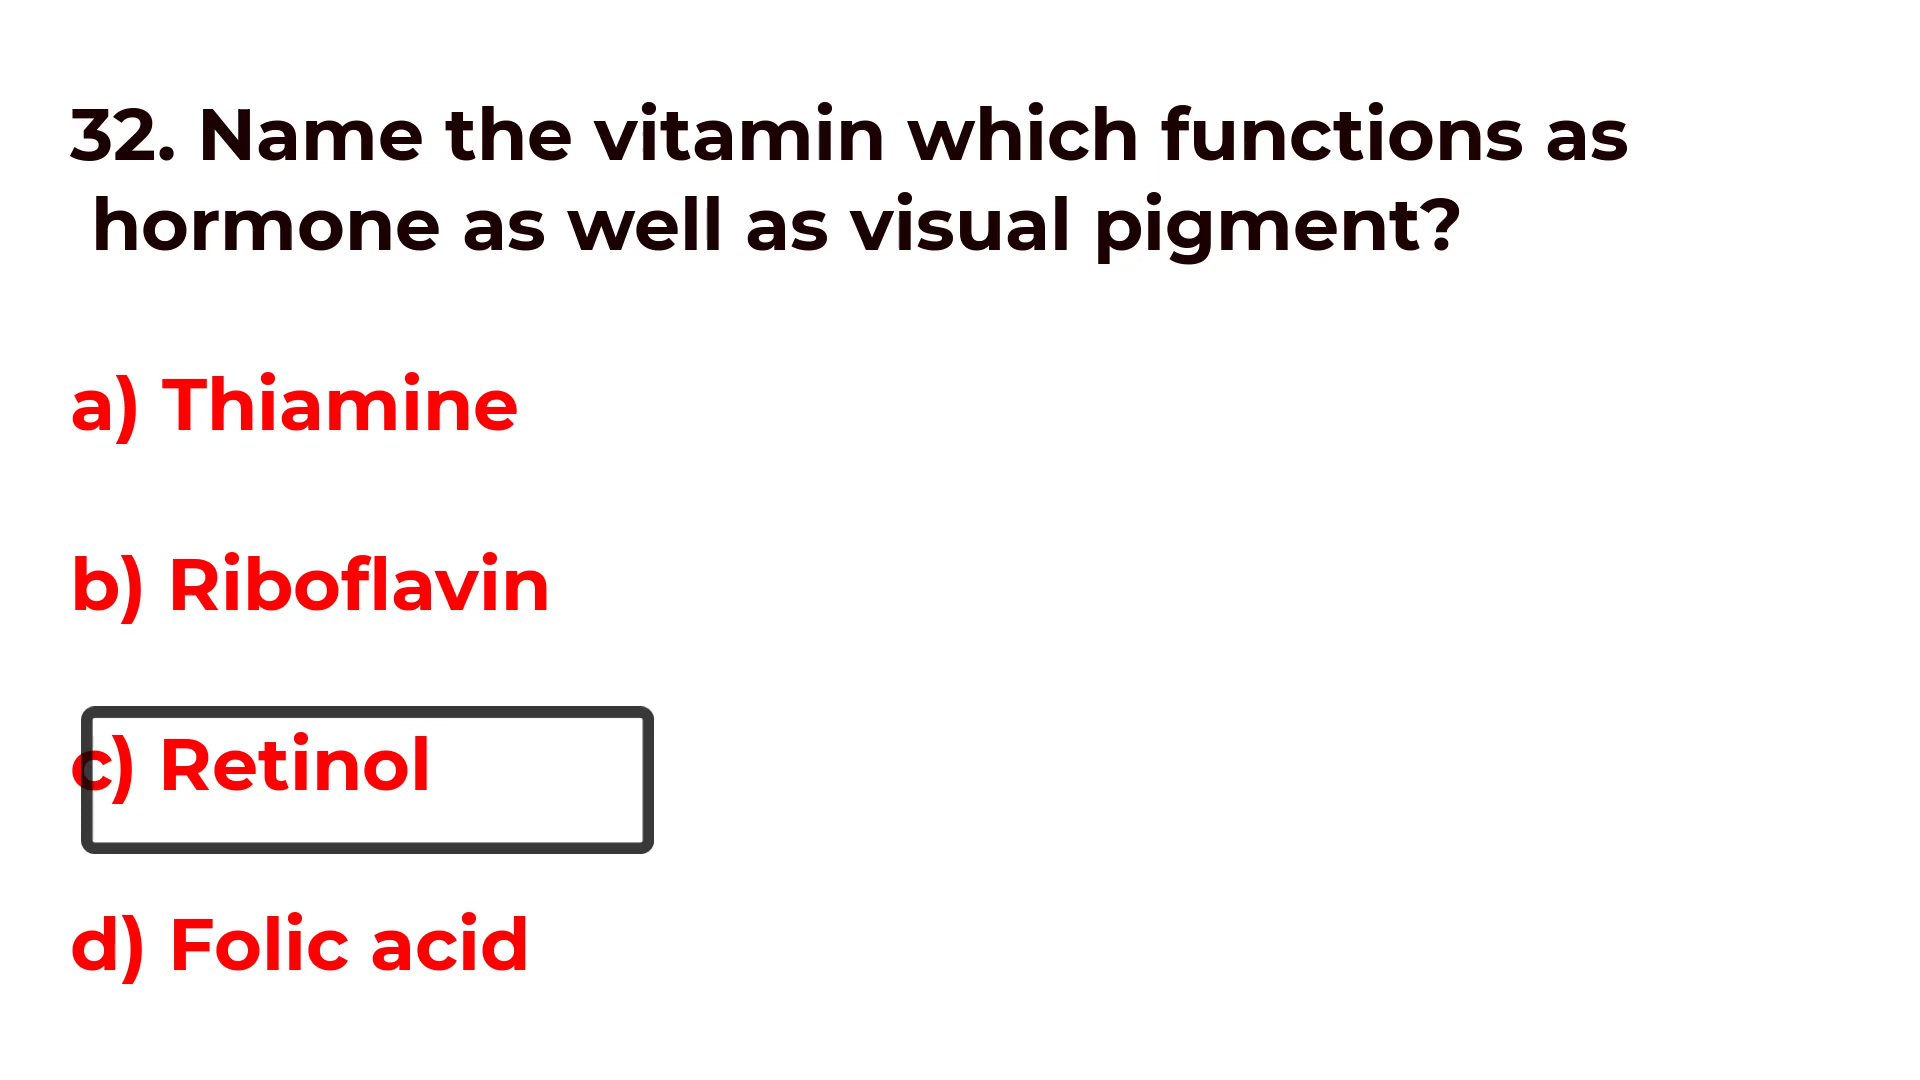 32. Name the vitamin which functions as
hormone as well as visual pigment?
a) Thiamine
b) Riboflavin
c) Retinol
d) Folic acid